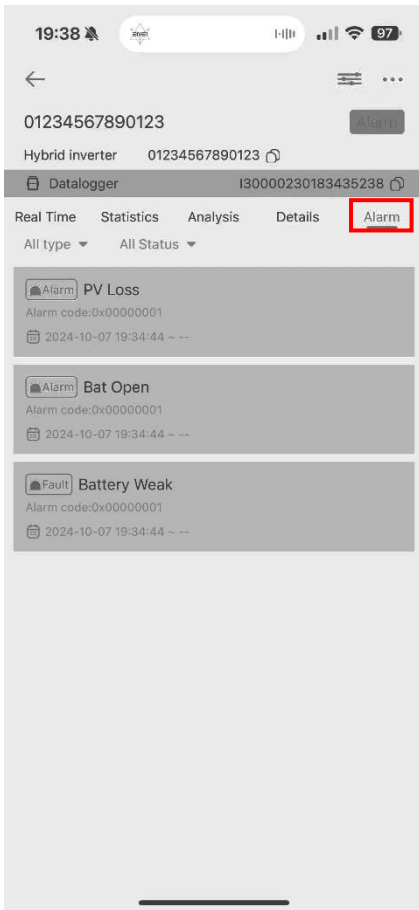 19:38 97
01234567890123 Alarm
Hybrid inverter 01234567890123
Datalogger I30000230183435238
Real Time Statistics Analysis Details Alarm
All type All Status
Alarm PV Loss
Alarm code:0x00000001
2024-10-07 19:34:44 ~ --
Alarm Bat Open
Alarm code:0x00000001
2024-10-07 19:34:44 ~ --
Fault Battery Weak
Alarm code:0x00000001
2024-10-07 19:34:44 ~ --